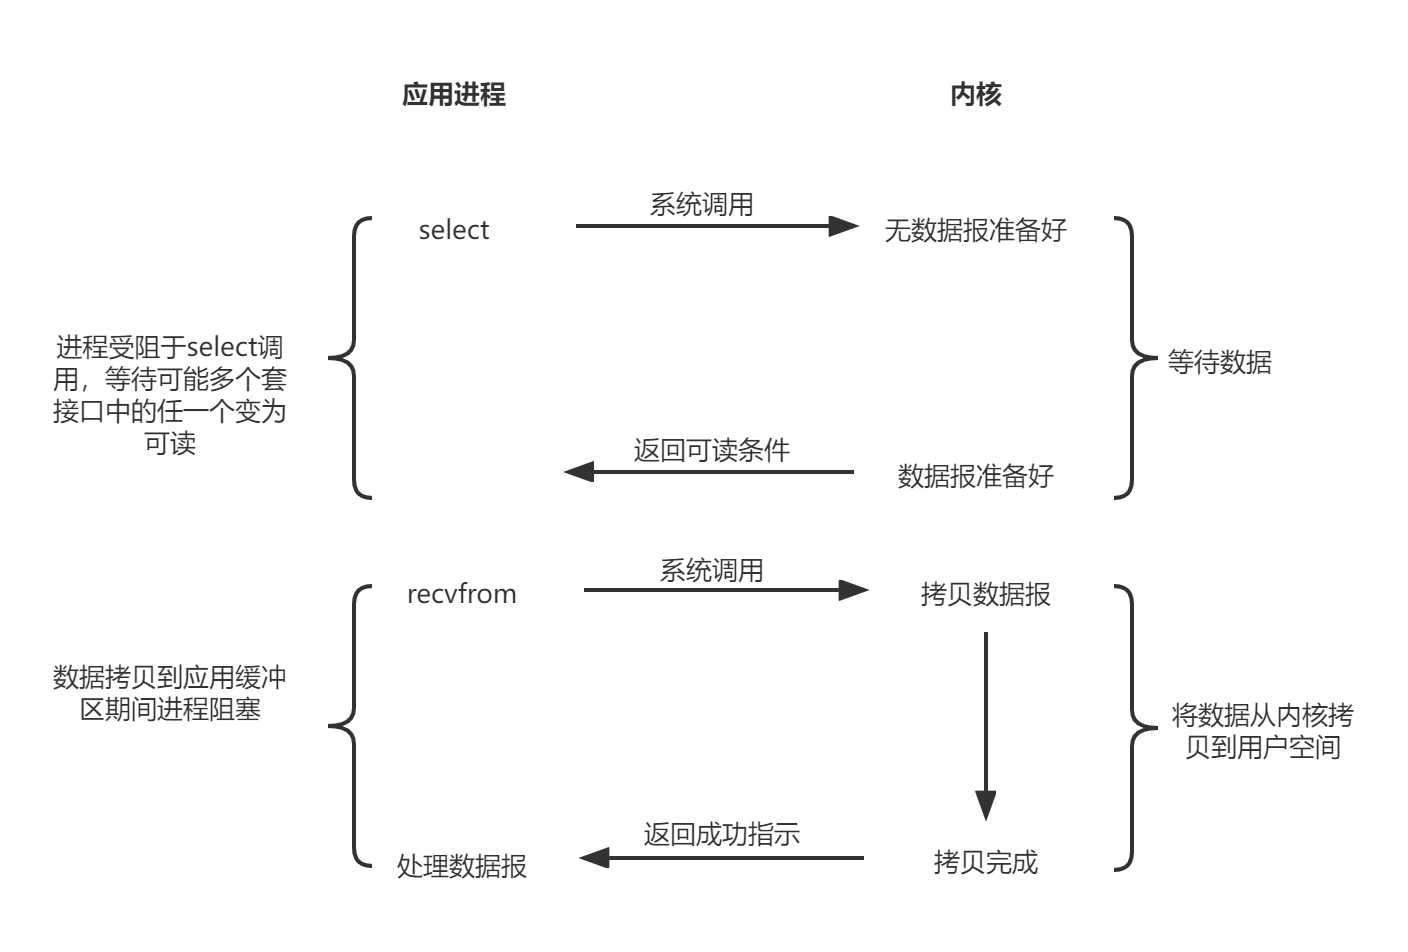 应用进程
内核
系统调用
select
无数据报准备好
进程受阻于select调
用，等待可能多个套
接口中的任一个变为
可读
等待数据
返回可读条件
数据报准备好
系统调用
recvfrom
拷贝数据报
数据拷贝到应用缓冲
区期间进程阻塞
将数据从内核拷
贝到用户空间
返回成功指示
处理数据报
拷贝完成